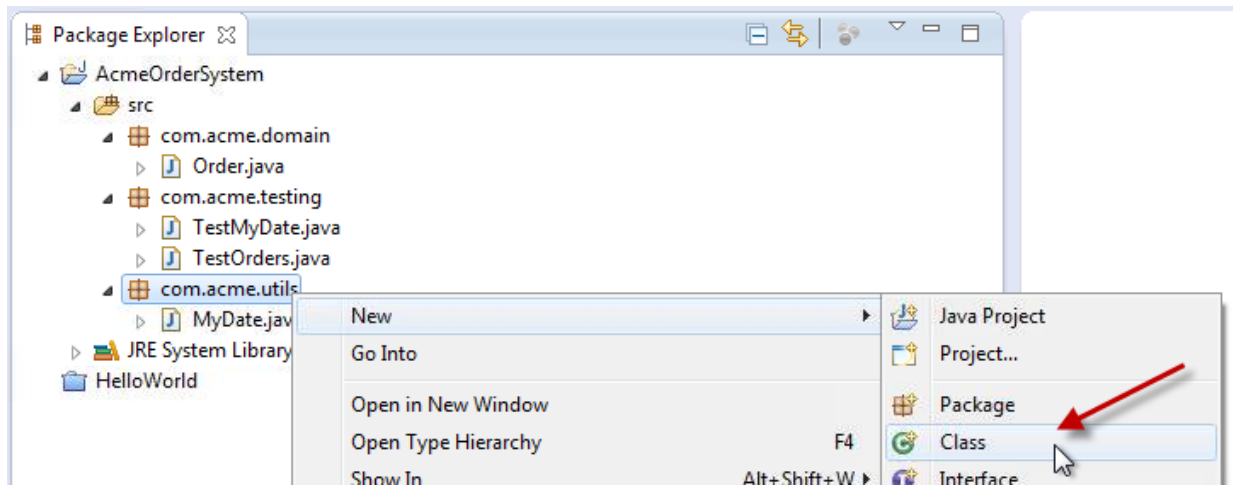 Package Explorer
AcmeOrderSystem
src
com.acme.domain
Order.java
com.acme.testing
TestMyDate.java
TestOrders.java
com.acme.utils
MyDate.jav
JRE System Library
HelloWorld
New
Go Into
Open in New Window
Open Type Hierarchy F4
Show In Alt+Shift+W
Java Project
Project...
Package
Class
Interface